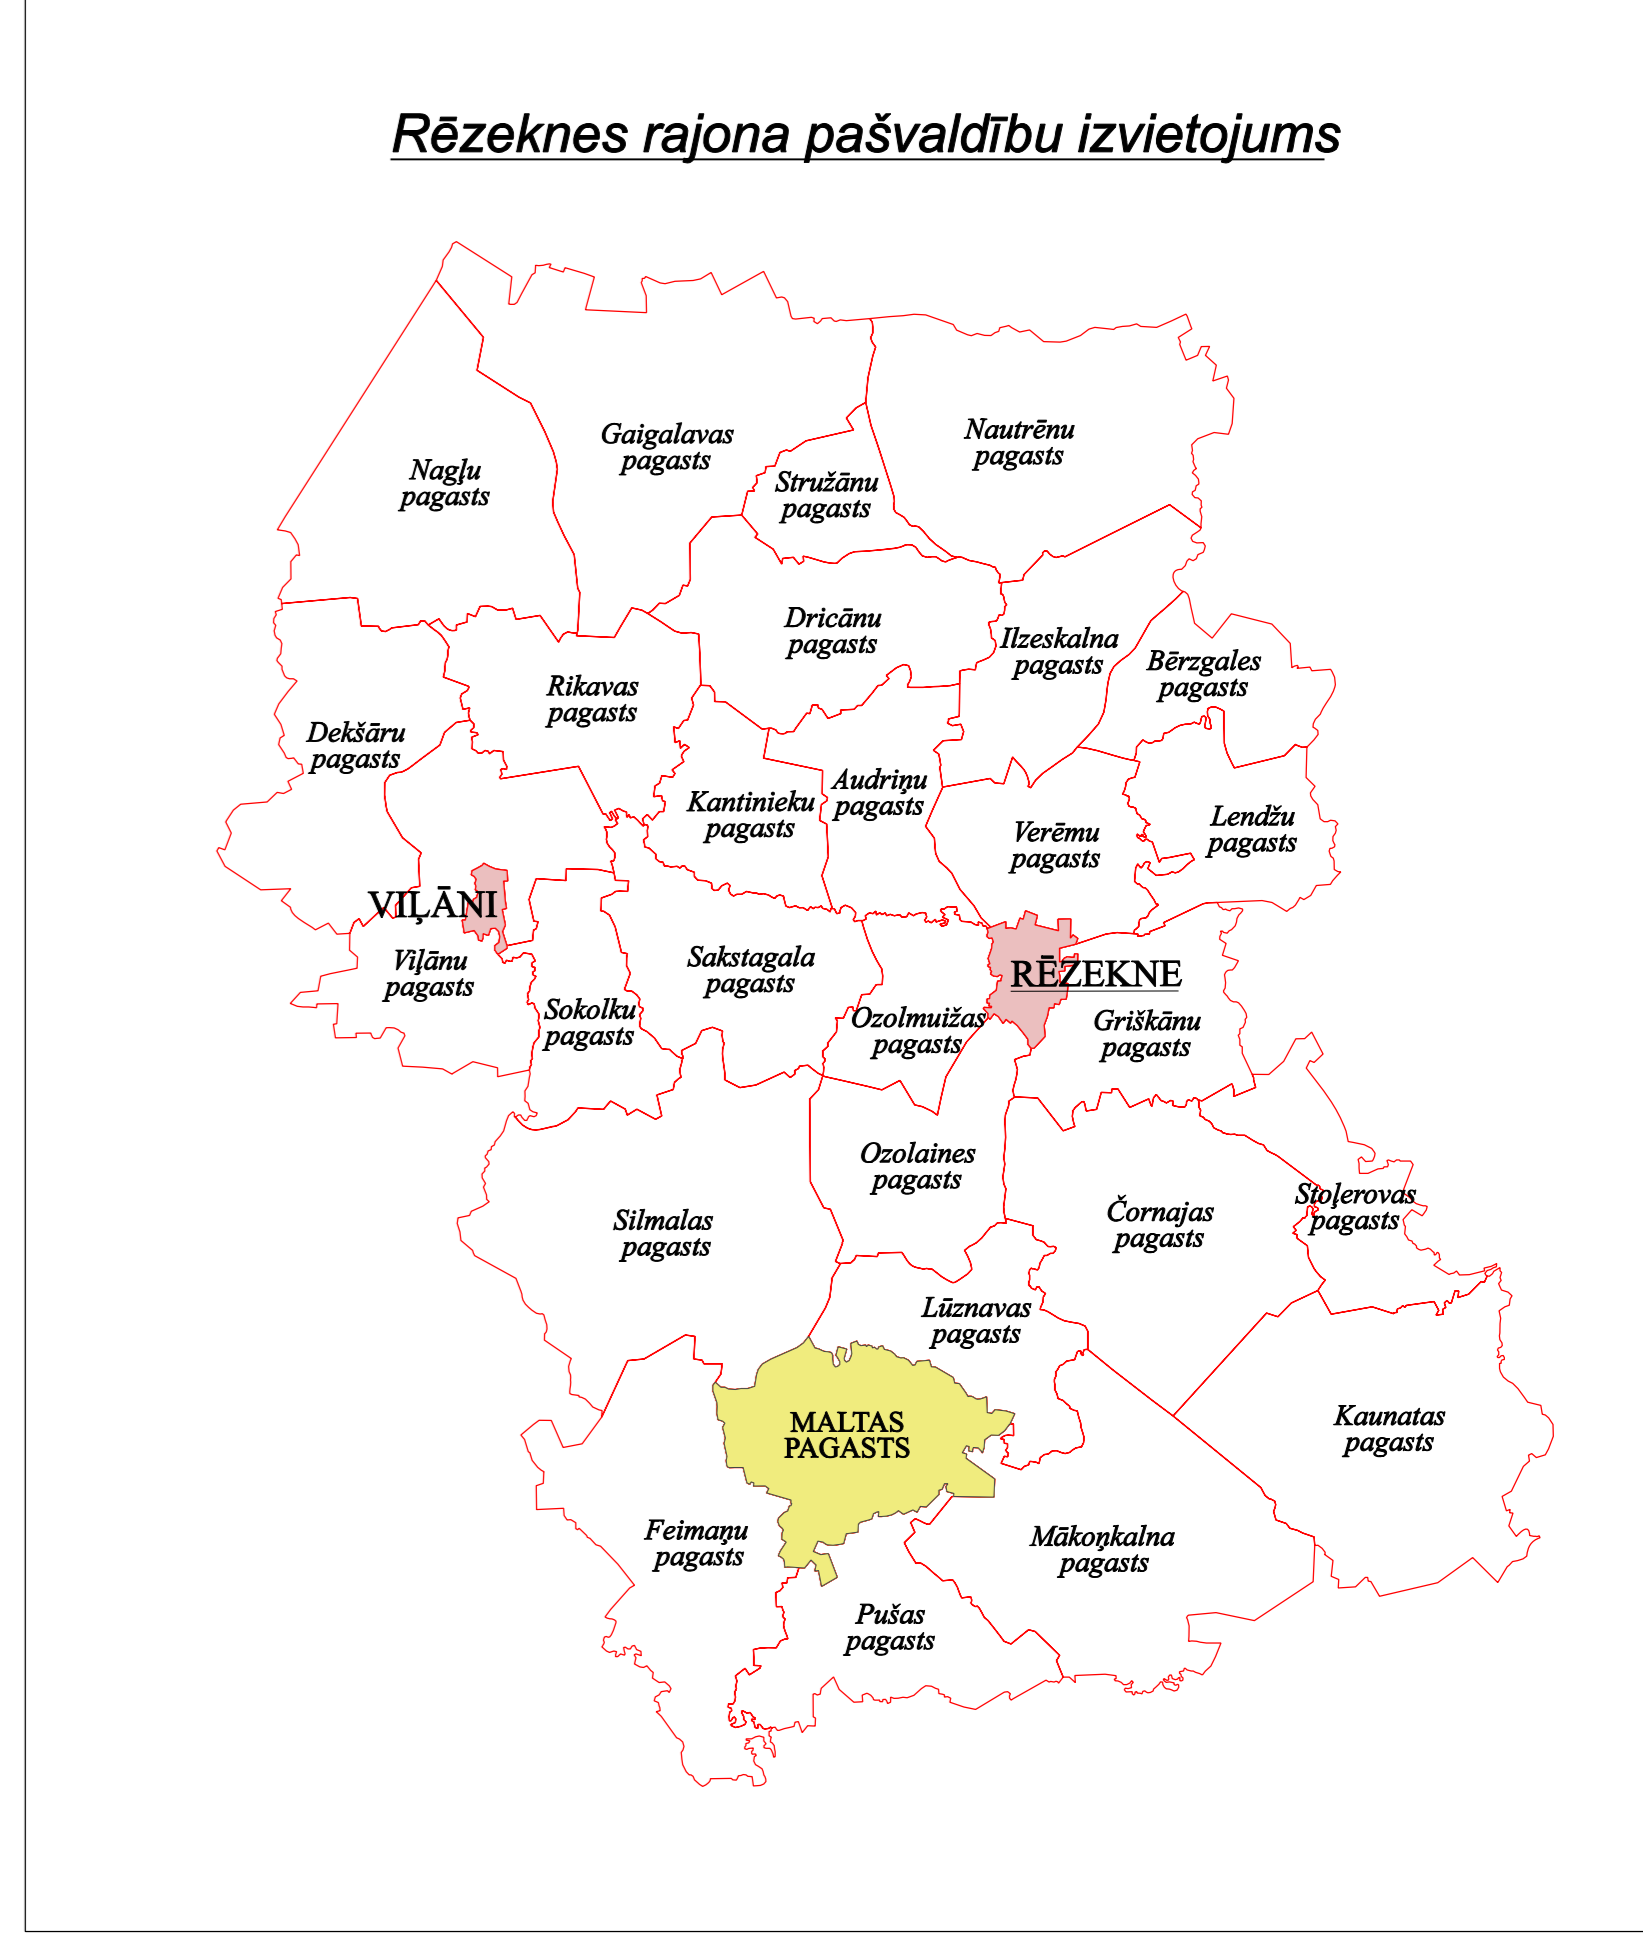 Rēzeknes rajona pašvaldību izvietojums
Nagļu
pagasts
Gaigalavas
pagasts
Stružānu
pagasts
Nautrēnu
pagasts
Dricānu
pagasts
Ilzeskalna
pagasts
Bērzgales
pagasts
Rikavas
pagasts
Dekšāru
pagasts
Kantinieku
pagasts
Audriņu
pagasts
Verēmu
pagasts
Lendžu
pagasts
VIĻĀNI
Viļānu
pagasts
Sakstagala
pagasts
RĒZEKNE
Sokolku
pagasts
Ozolmuižas
pagasts
Griškānu
pagasts
Ozolaines
pagasts
Silmalas
pagasts
Čornajas
pagasts
Stoļerovas
pagasts
Lūznavas
pagasts
MALTAS
PAGASTS
Kaunatas
pagasts
Feimaņu
pagasts
Mākoņkalna
pagasts
Pušas
pagasts